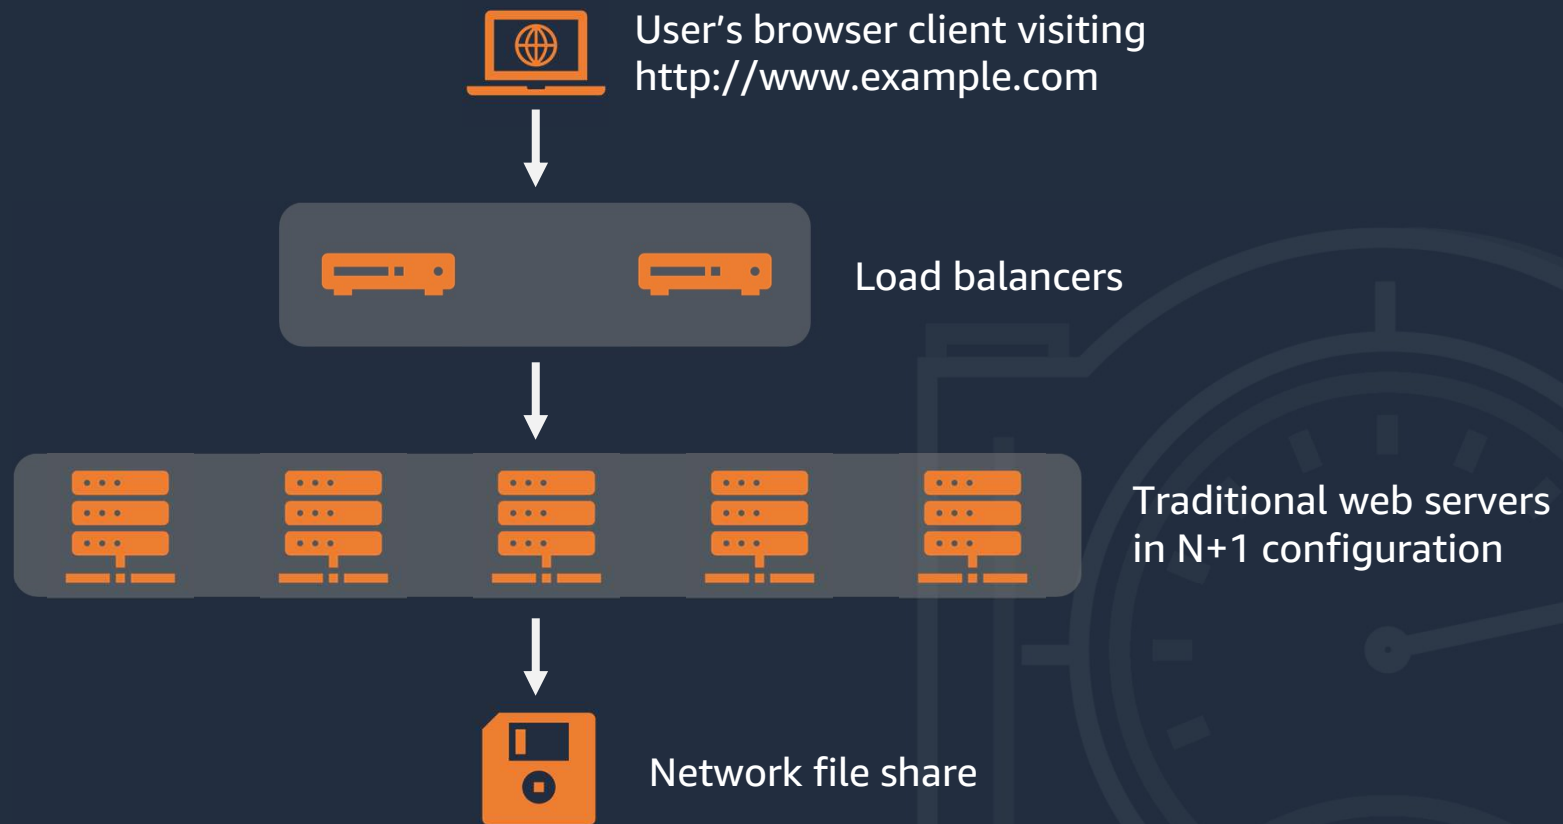 User’s browser client visiting
http://www.example.com
Load balancers
Traditional web servers
in N+1 configuration
Network file share